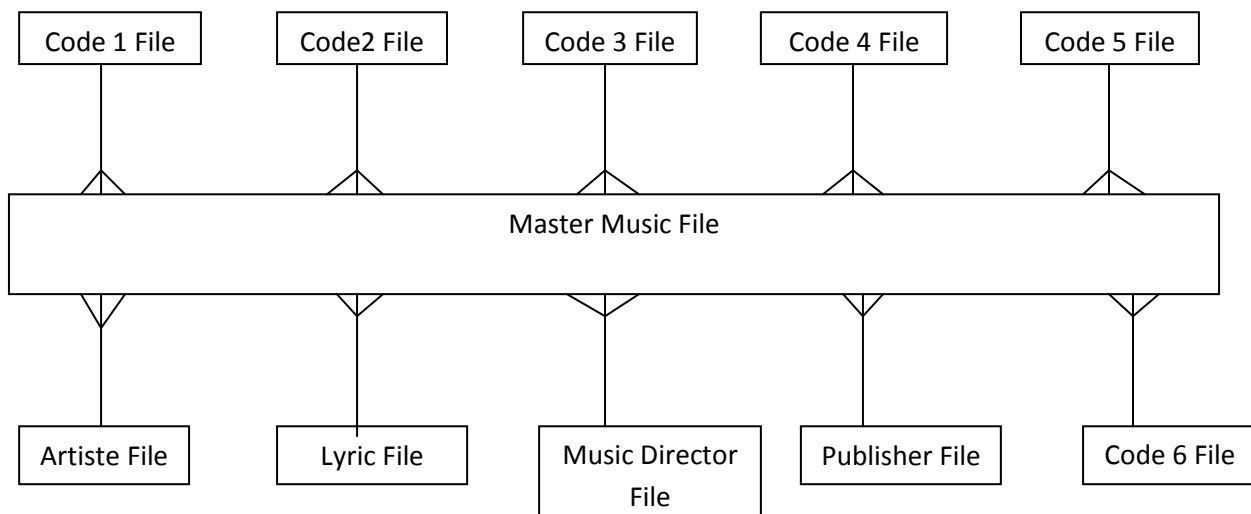 Code 1 File
Code2 File
Code 3 File
Code 4 File
Code 5 File
Master Music File
Artiste File
Lyric File
Music Director
File
Publisher File
Code 6 File